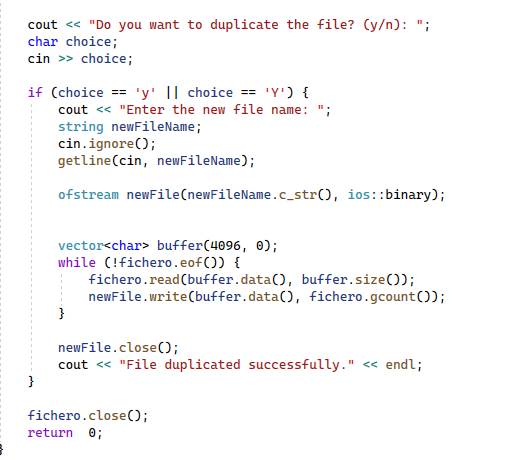 cout << "Do you want to duplicate the file? (y/n): ";
char choice;
cin >> choice;
if (choice == 'y' || choice == 'Y') {
cout << "Enter the new file name: ";
string newFileName;
cin.ignore();
getline(cin, newFileName);
ofstream newFile(newFileName.c_str(), ios::binary);
vector<char> buffer(4096, 0);
while (!fichero.eof()) {
fichero.read(buffer.data(), buffer.size());
newFile.write(buffer.data(), fichero.gcount());
}
newFile.close();
cout << "File duplicated successfully." << endl;
}
fichero.close();
return  0;
}